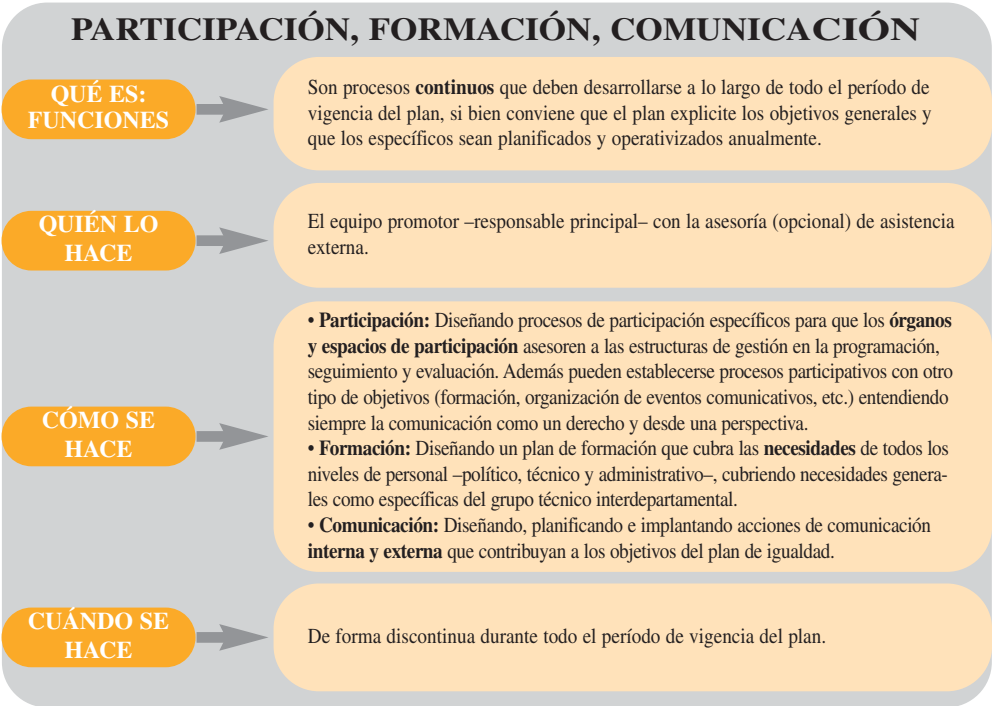 PARTICIPACIÓN, FORMACIÓN, COMUNICACIÓN
QUÉ ES:
FUNCIONES
Son procesos continuos que deben desarrollarse a lo largo de todo el período de
vigencia del plan, si bien conviene que el plan explicite los objetivos generales y
que los específicos sean planificados y operativizados anualmente.
QUIÉN LO
HACE
El equipo promotor –responsable principal– con la asesoría (opcional) de asistencia
externa.
CÓMO SE
HACE
• Participación: Diseñando procesos de participación específicos para que los órganos
y espacios de participación asesoren a las estructuras de gestión en la programación,
seguimiento y evaluación. Además pueden establecerse procesos participativos con otro
tipo de objetivos (formación, organización de eventos comunicativos, etc.) entendiendo
siempre la comunicación como un derecho y desde una perspectiva.
• Formación: Diseñando un plan de formación que cubra las necesidades de todos los
niveles de personal –político, técnico y administrativo–, cubriendo necesidades genera-
les como específicas del grupo técnico interdepartamental.
• Comunicación: Diseñando, planificando e implantando acciones de comunicación
interna y externa que contribuyan a los objetivos del plan de igualdad.
CUÁNDO SE
HACE
De forma discontinua durante todo el período de vigencia del plan.